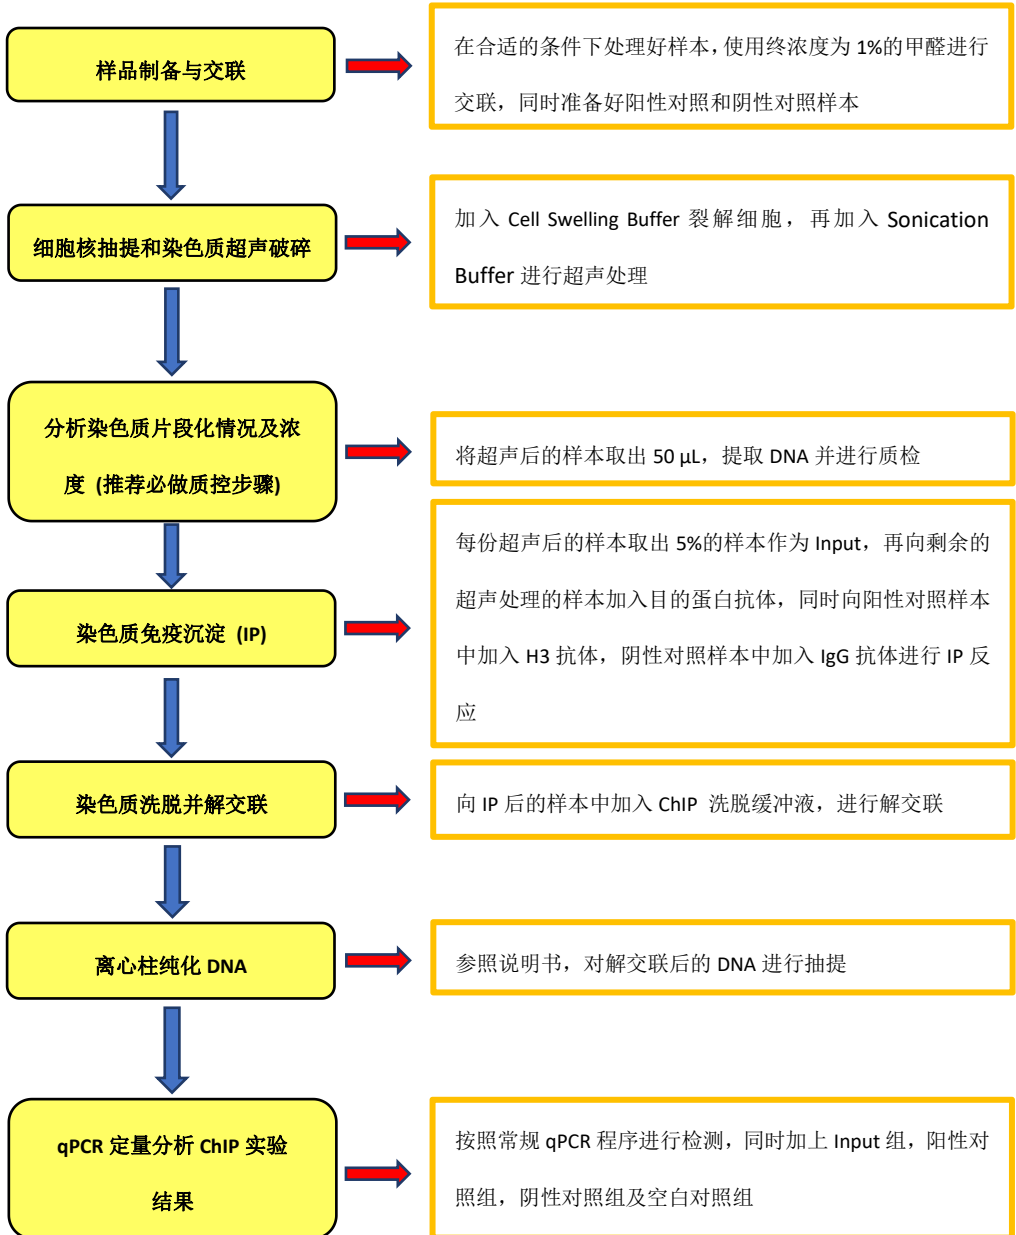 样品制备与交联
在合适的条件下处理好样本，使用终浓度为 1%的甲醛进行
交联，同时准备好阳性对照和阴性对照样本
细胞核抽提和染色质超声破碎
加入 Cell Swelling Buffer 裂解细胞，再加入 Sonication
Buffer 进行超声处理
分析染色质片段化情况及浓
度 (推荐必做质控步骤)
将超声后的样本取出 50 μL，提取 DNA 并进行质检
染色质免疫沉淀 (IP)
每份超声后的样本取出 5%的样本作为 Input，再向剩余的
超声处理的样本加入目的蛋白抗体，同时向阳性对照样本
中加入 H3 抗体，阴性对照样本中加入 IgG 抗体进行 IP 反
应
染色质洗脱并解交联
向 IP 后的样本中加入 ChIP 洗脱缓冲液，进行解交联
离心柱纯化 DNA
参照说明书，对解交联后的 DNA 进行抽提
qPCR 定量分析 ChIP 实验
结果
按照常规 qPCR 程序进行检测，同时加上 Input 组，阳性对
照组，阴性对照组及空白对照组